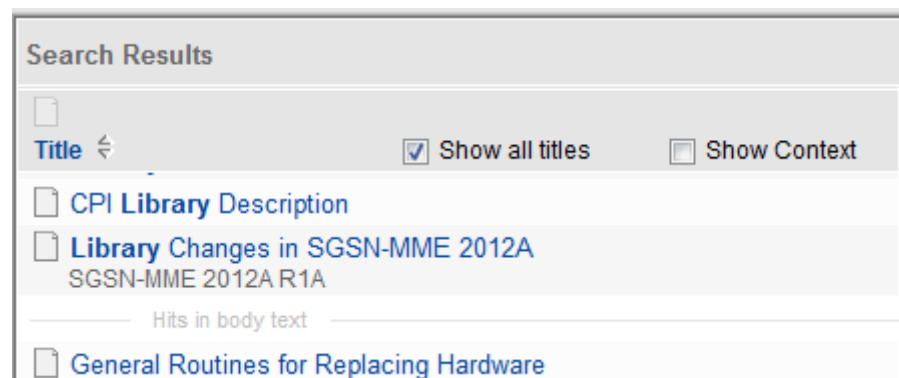 Search Results
Title Show all titles Show Context
CPI Library Description
Library Changes in SGSN-MME 2012A
SGSN-MME 2012A R1A
Hits in body text
General Routines for Replacing Hardware